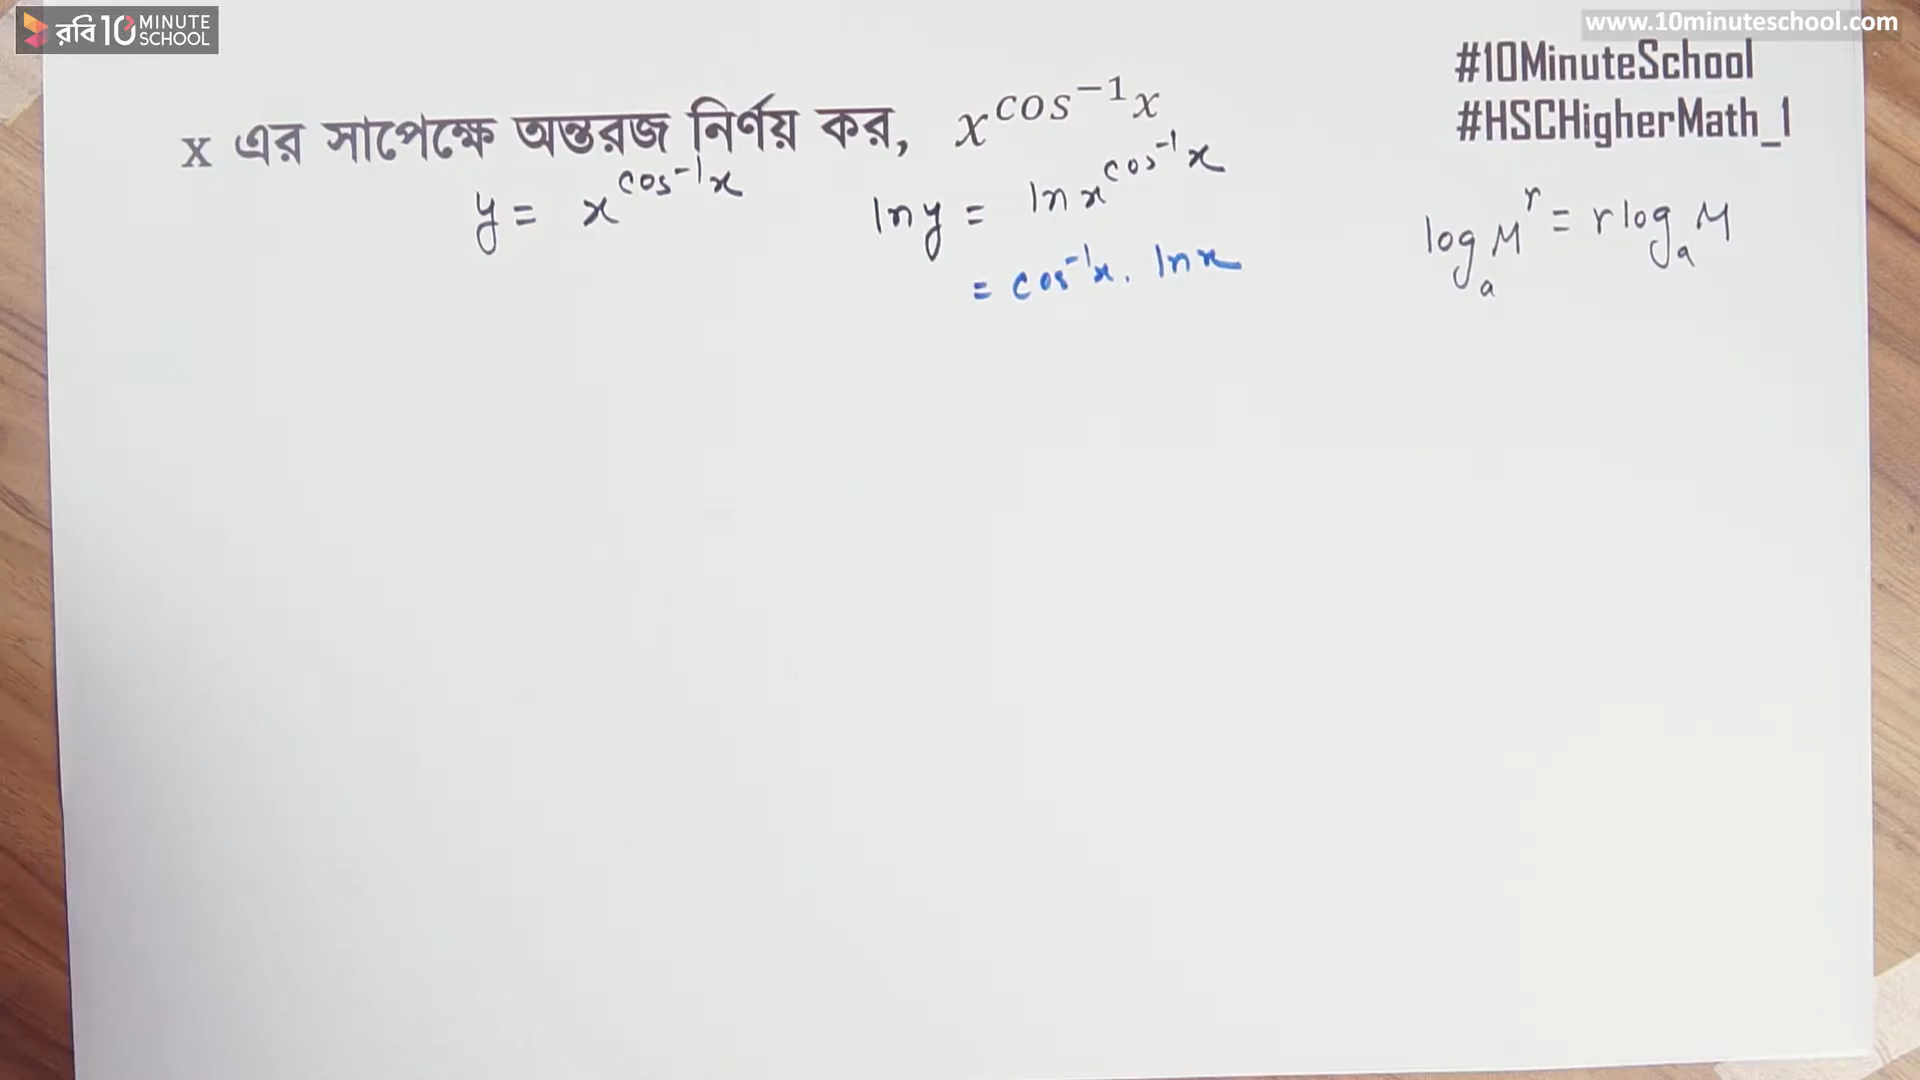 রবি 10 MINUTE SCHOOL
www.10minuteschool.com
#10MinuteSchool
#HSCHigherMath_1
x এর সাপেক্ষে অন্তরজ নির্ণয় কর, x^{cos^{-1}x}
y = x^{cos^{-1}x}
ln y = ln x^{cos^{-1}x}
= cos^{-1}x . ln x
log_a M^r = r log_a M